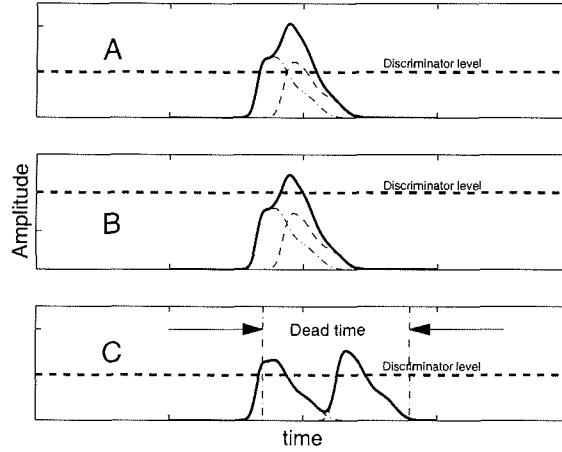 A
Discriminator level
Amplitude
B
Discriminator level
Dead time
C
Discriminator level
time